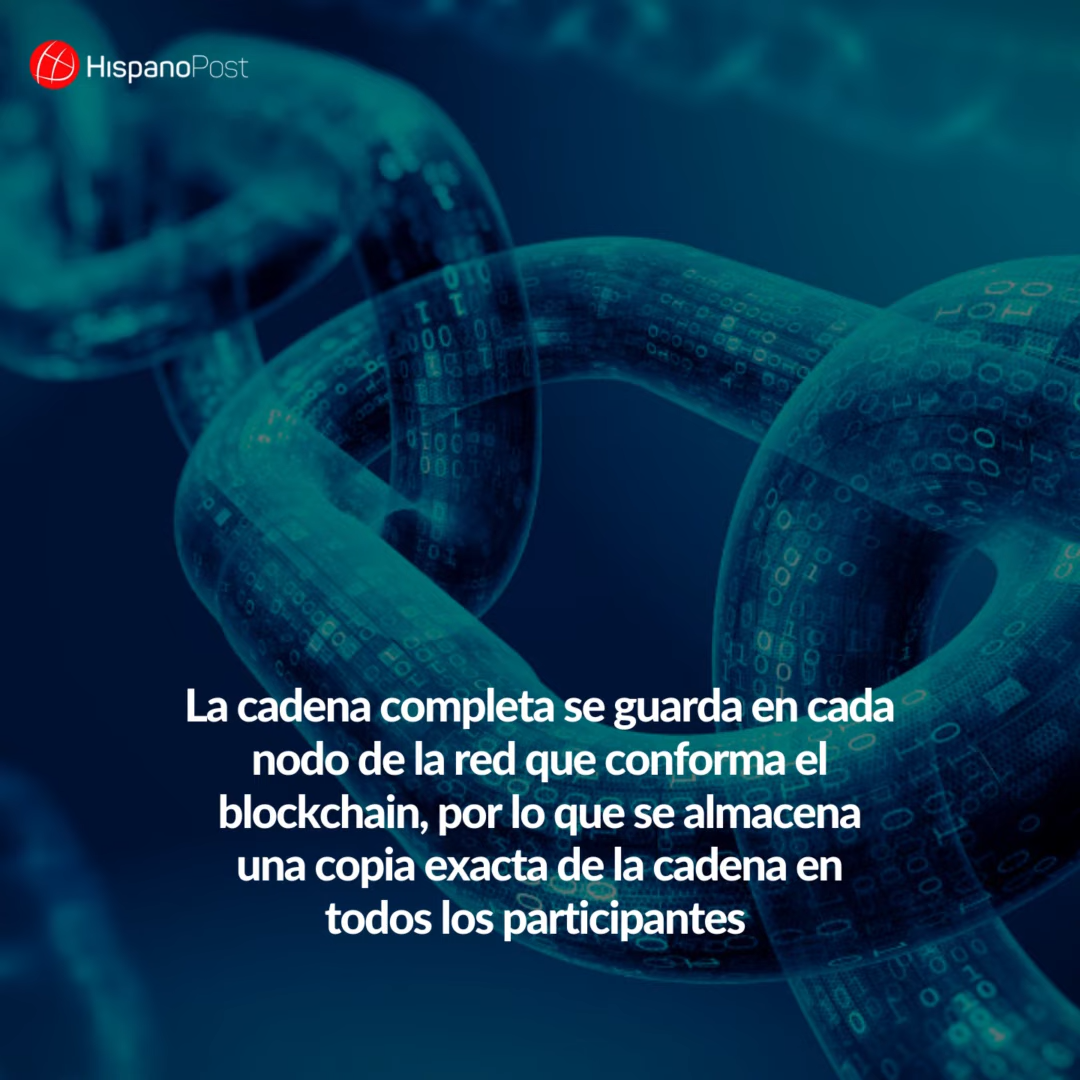 HispanoPost
La cadena completa se guarda en cada
nodo de la red que conforma el
blockchain, por lo que se almacena
una copia exacta de la cadena en
todos los participantes